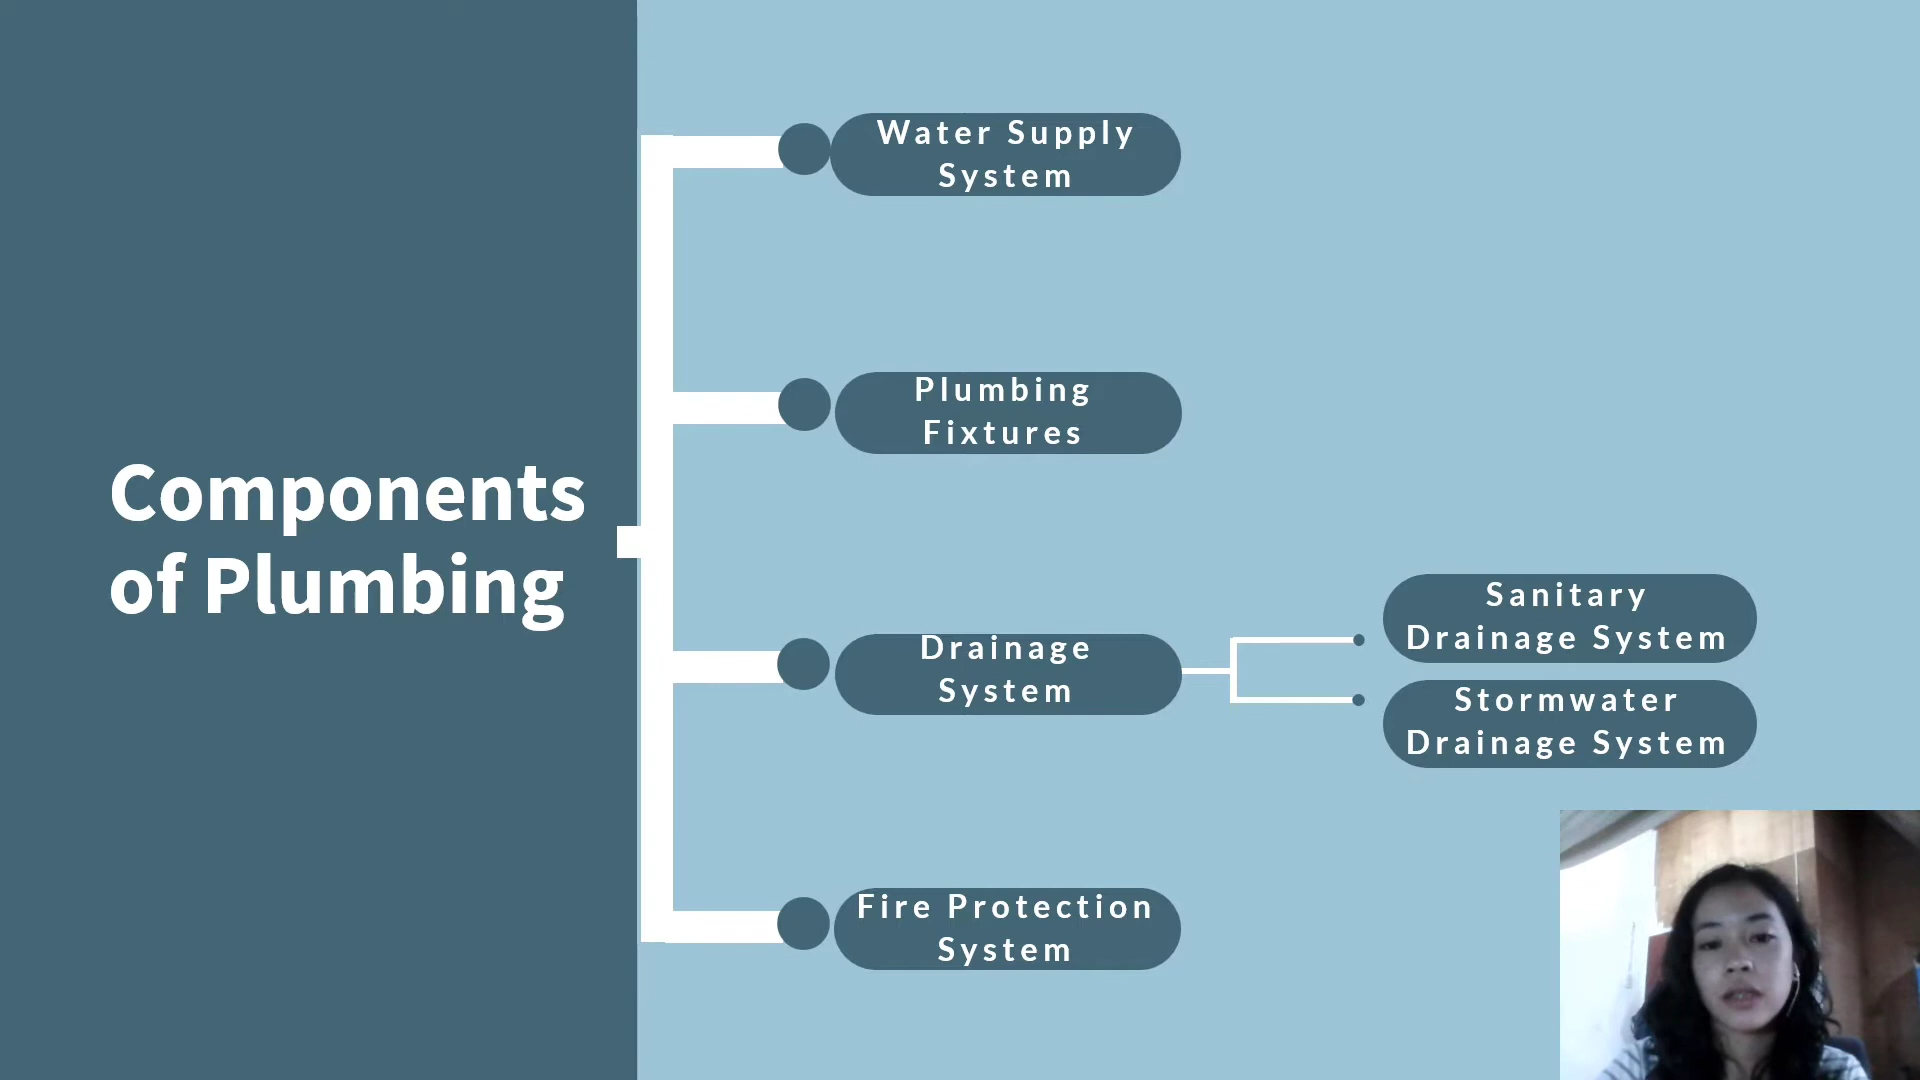 Components
of Plumbing
Water Supply
System
Plumbing
Fixtures
Drainage
System
Sanitary
Drainage System
Stormwater
Drainage System
Fire Protection
System